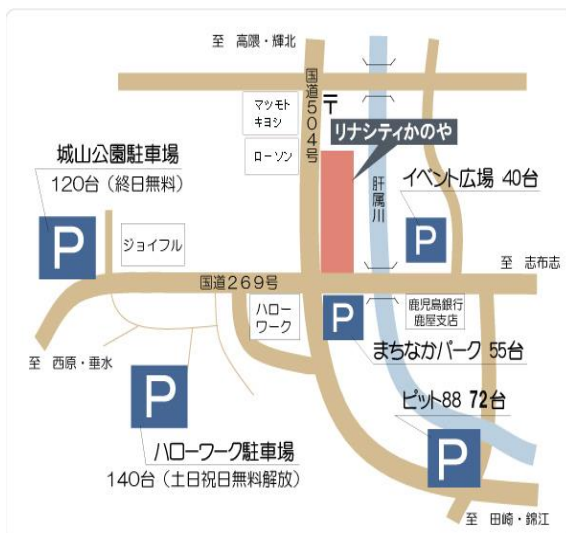 至 高隈・輝北
国道504号
〒
マツモト
キヨシ
リナシティかのや
城山公園駐車場
120台（終日無料）
P
ローソン
肝属川
イベント広場 40台
P
ジョイフル
至 志布志
国道269号
ハロー
ワーク
P
鹿児島銀行
鹿屋支店
まちなかパーク 55台
至 西原・垂水
P
ピット88 72台
P
ハローワーク駐車場
140台（土日祝日無料解放）
至 田崎・錦江